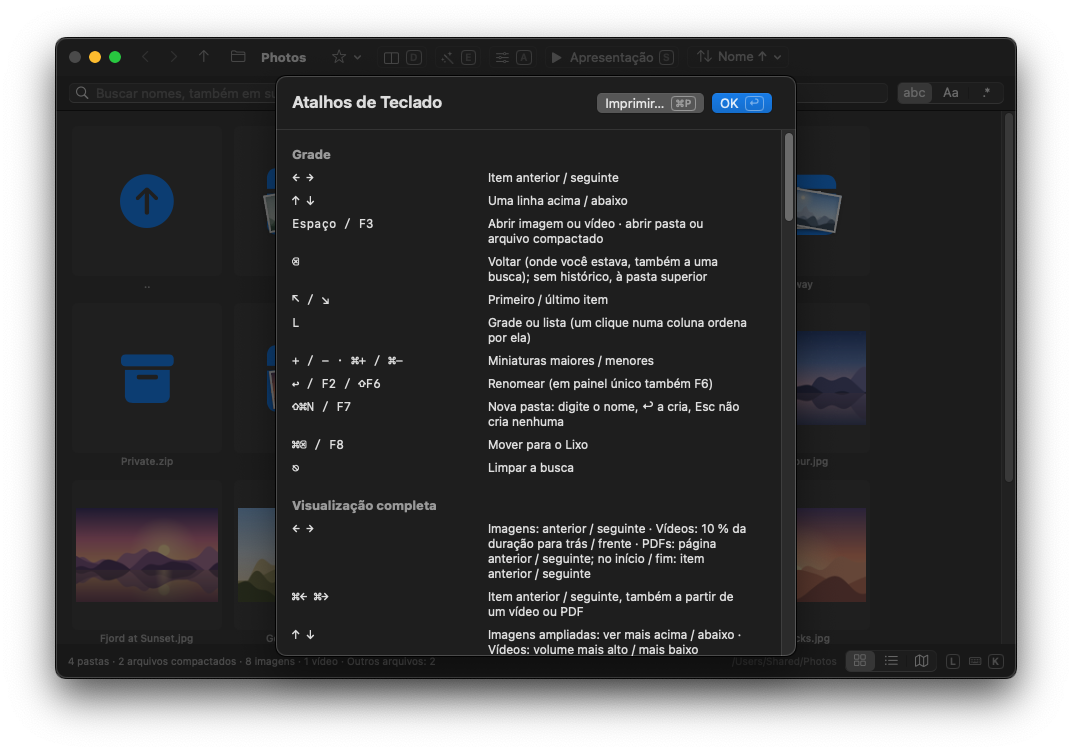 Photos
D
E
A
Apresentação S
Nome
Buscar nomes, também em su
abc Aa .*
Atalhos de Teclado
Imprimir... ⌘P
OK ↩
Grade
← → Item anterior / seguinte
↑ ↓ Uma linha acima / abaixo
Espaço / F3 Abrir imagem ou vídeo · abrir pasta ou
arquivo compactado
⌫ Voltar (onde você estava, também a uma
busca); sem histórico, à pasta superior
↖ / ↘ Primeiro / último item
L Grade ou lista (um clique numa coluna ordena
por ela)
+ / − · ⌘+ / ⌘− Miniaturas maiores / menores
↩ / F2 / ⇧F6 Renomear (em painel único também F6)
⇧⌘N / F7 Nova pasta: digite o nome, ↩ a cria, Esc não
cria nenhuma
⌘⌫ / F8 Mover para o Lixo
⎋ Limpar a busca
Visualização completa
← → Imagens: anterior / seguinte · Vídeos: 10 % da
duração para trás / frente · PDFs: página
anterior / seguinte; no início / fim: item
anterior / seguinte
⌘← ⌘→ Item anterior / seguinte, também a partir de
um vídeo ou PDF
↑ ↓ Imagens ampliadas: ver mais acima / abaixo ·
Vídeos: volume mais alto / mais baixo
..
way
Private.zip
our.jpg
Fjord at Sunset.jpg
cks.jpg
4 pastas · 2 arquivos compactados · 8 imagens · 1 vídeo · Outros arquivos: 2
/Users/Shared/Photos
L
K